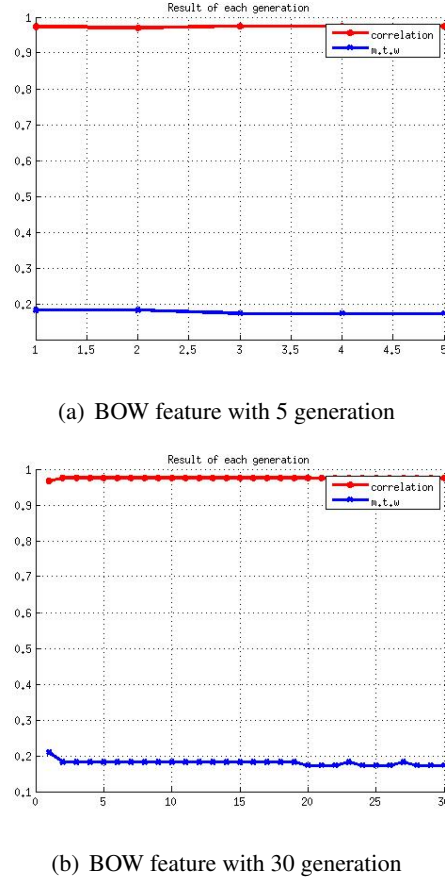 Result of each generation
1
0.9
0.8
0.7
0.6
0.5
0.4
0.3
0.2
correlation
m.t.w
1 1.5 2 2.5 3 3.5 4 4.5 5
(a) BOW feature with 5 generation
Result of each generation
1
0.9
0.8
0.7
0.6
0.5
0.4
0.3
0.2
0.1
correlation
m.t.w
0 5 10 15 20 25 30
(b) BOW feature with 30 generation